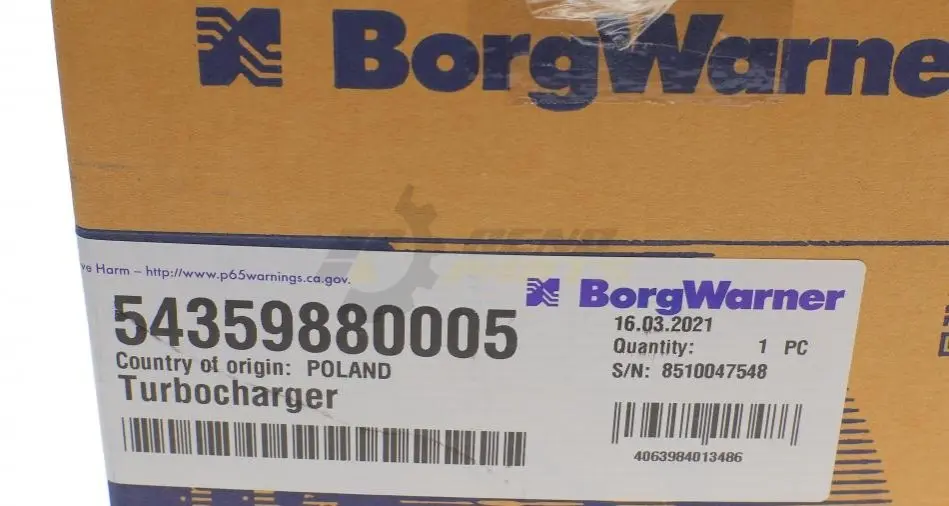 BorgWarne
ve Harm – http://www.p65warnings.ca.gov.
BorgWarner
54359880005
16.03.2021
Country of origin: POLAND
Quantity: 1 PC
Turbocharger
S/N: 8510047548
4063984013486